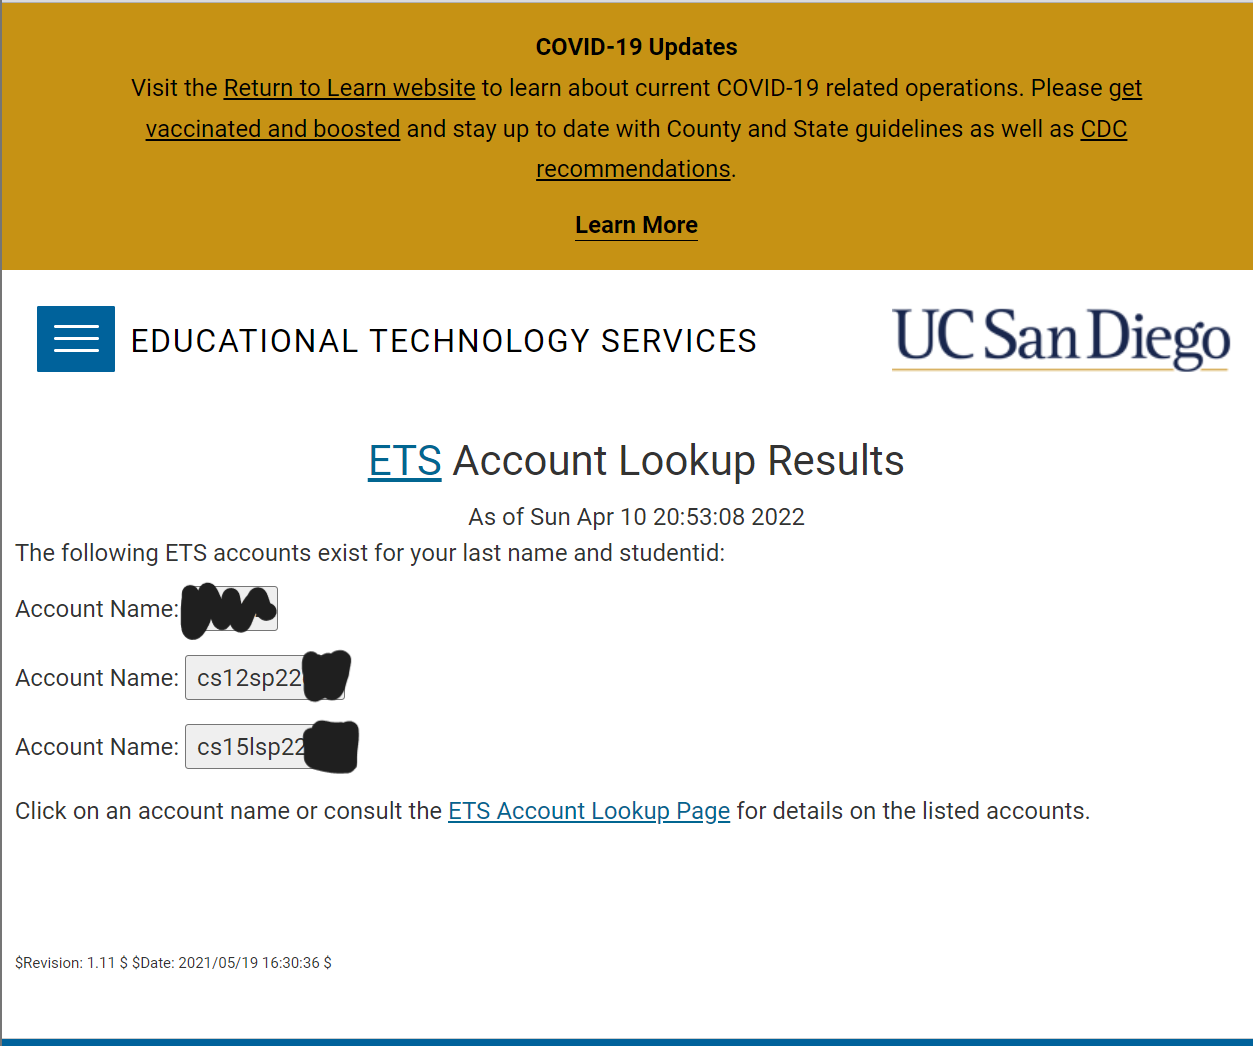 COVID-19 Updates
Visit the Return to Learn website to learn about current COVID-19 related operations. Please get
vaccinated and boosted and stay up to date with County and State guidelines as well as CDC
recommendations.
Learn More
EDUCATIONAL TECHNOLOGY SERVICES
UC San Diego
ETS Account Lookup Results
As of Sun Apr 10 20:53:08 2022
The following ETS accounts exist for your last name and studentid:
Account Name:
Account Name: cs12sp22
Account Name: cs15lsp22
Click on an account name or consult the ETS Account Lookup Page for details on the listed accounts.
$Revision: 1.11 $ $Date: 2021/05/19 16:30:36 $